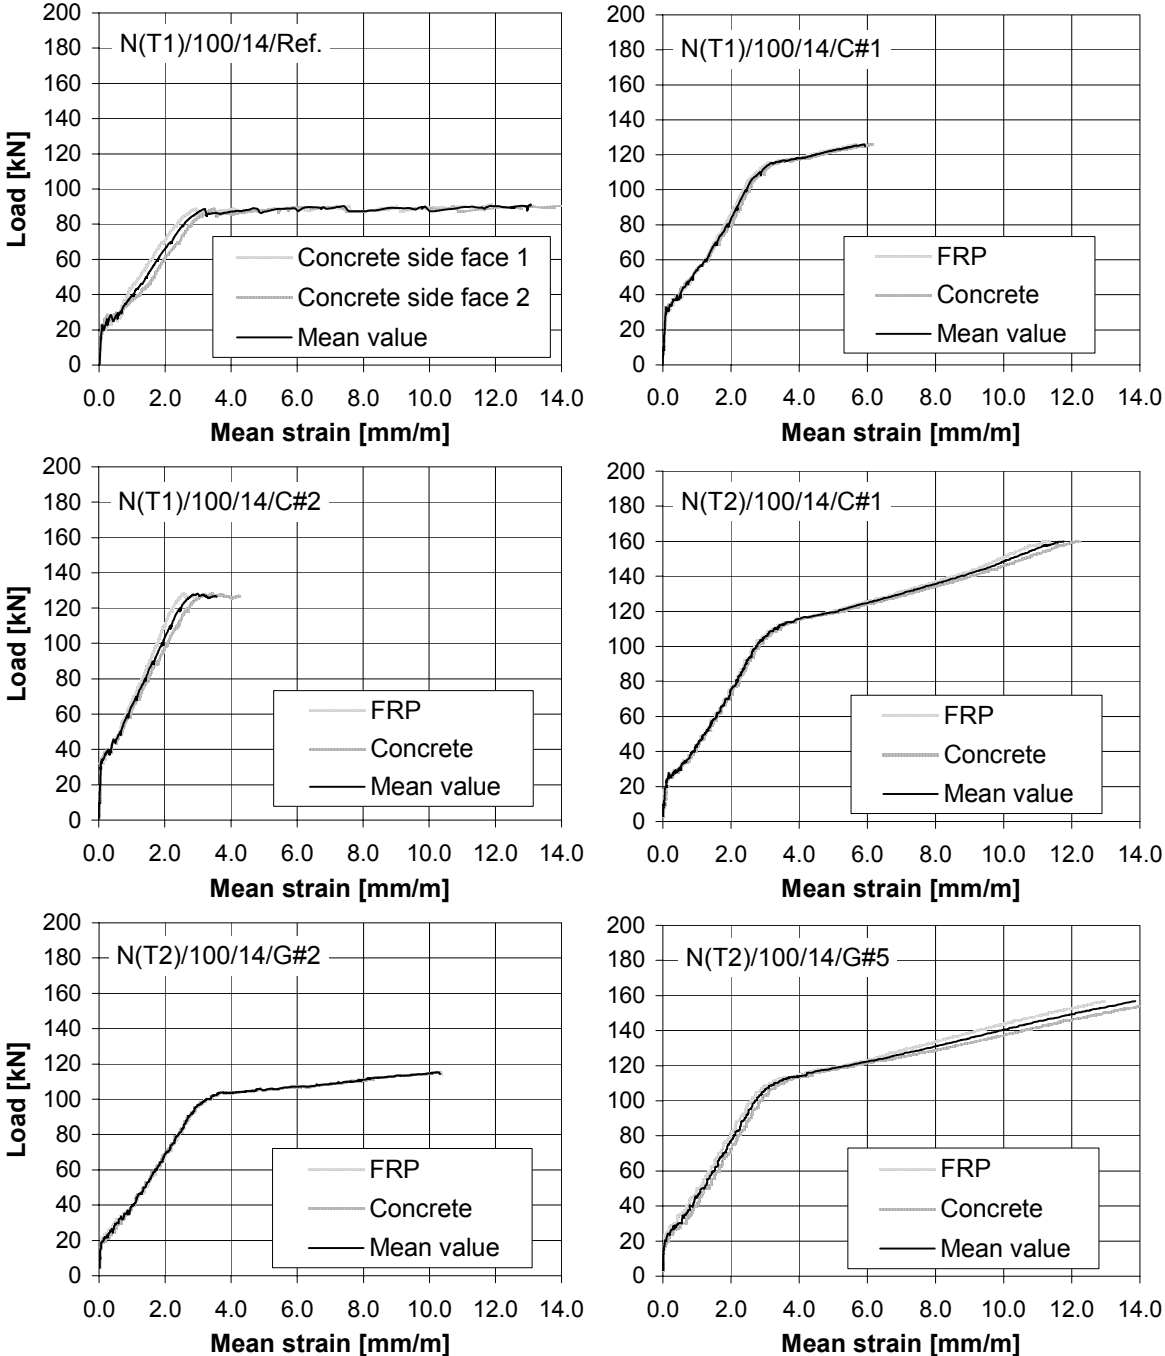 N(T1)/100/14/Ref.
Load [kN]
200
180
160
140
120
100
80
60
40
20
0
Concrete side face 1
Concrete side face 2
Mean value
0.0 2.0 4.0 6.0 8.0 10.0 12.0 14.0
Mean strain [mm/m]
N(T1)/100/14/C#1
200
180
160
140
120
100
80
60
40
20
0
FRP
Concrete
Mean value
0.0 2.0 4.0 6.0 8.0 10.0 12.0 14.0
Mean strain [mm/m]
N(T1)/100/14/C#2
Load [kN]
200
180
160
140
120
100
80
60
40
20
0
FRP
Concrete
Mean value
0.0 2.0 4.0 6.0 8.0 10.0 12.0 14.0
Mean strain [mm/m]
N(T2)/100/14/C#1
200
180
160
140
120
100
80
60
40
20
0
FRP
Concrete
Mean value
0.0 2.0 4.0 6.0 8.0 10.0 12.0 14.0
Mean strain [mm/m]
N(T2)/100/14/G#2
Load [kN]
200
180
160
140
120
100
80
60
40
20
0
FRP
Concrete
Mean value
0.0 2.0 4.0 6.0 8.0 10.0 12.0 14.0
Mean strain [mm/m]
N(T2)/100/14/G#5
200
180
160
140
120
100
80
60
40
20
0
FRP
Concrete
Mean value
0.0 2.0 4.0 6.0 8.0 10.0 12.0 14.0
Mean strain [mm/m]